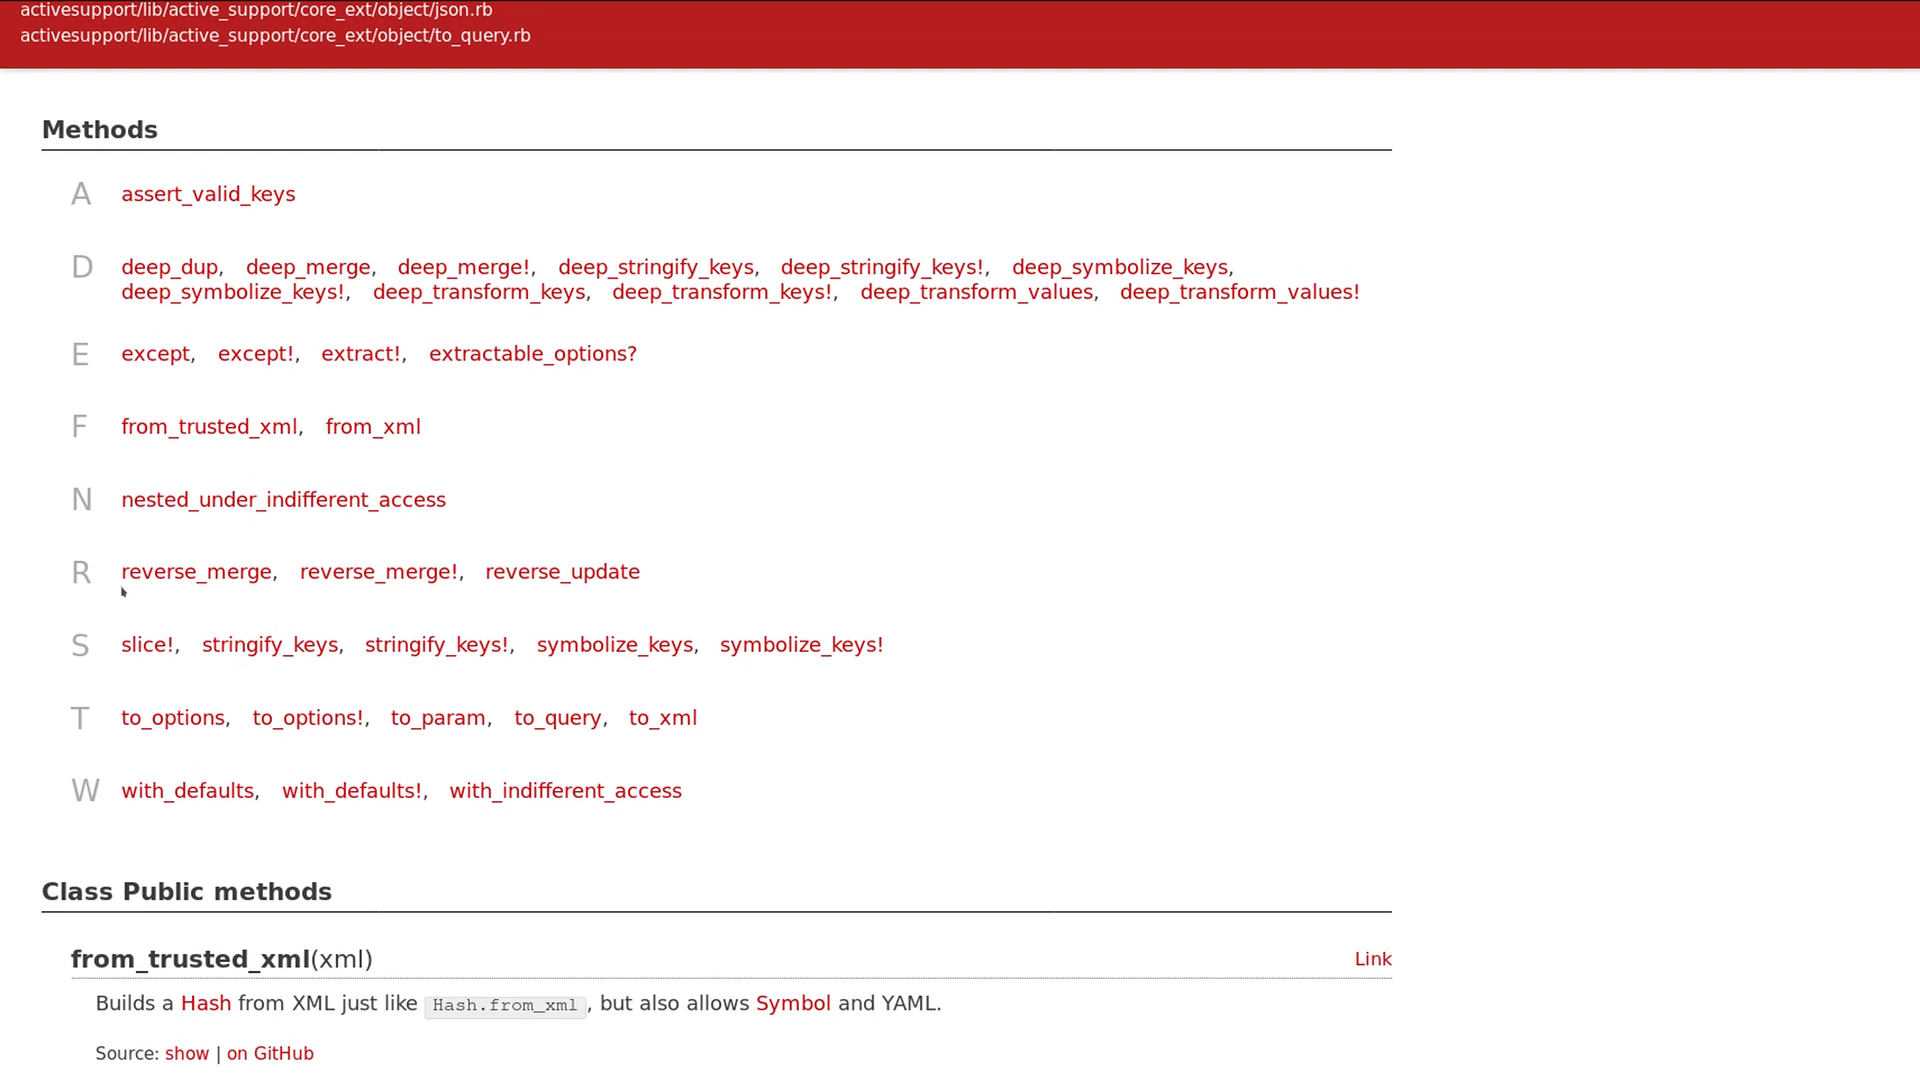 activesupport/lib/active_support/core_ext/object/json.rb
activesupport/lib/active_support/core_ext/object/to_query.rb
Methods
A assert_valid_keys
D deep_dup, deep_merge, deep_merge!, deep_stringify_keys, deep_stringify_keys!, deep_symbolize_keys,
deep_symbolize_keys!, deep_transform_keys, deep_transform_keys!, deep_transform_values, deep_transform_values!
E except, except!, extract!, extractable_options?
F from_trusted_xml, from_xml
N nested_under_indifferent_access
R reverse_merge, reverse_merge!, reverse_update
S slice!, stringify_keys, stringify_keys!, symbolize_keys, symbolize_keys!
T to_options, to_options!, to_param, to_query, to_xml
W with_defaults, with_defaults!, with_indifferent_access
Class Public methods
from_trusted_xml(xml) Link
Builds a Hash from XML just like Hash.from_xml, but also allows Symbol and YAML.
Source: show | on GitHub